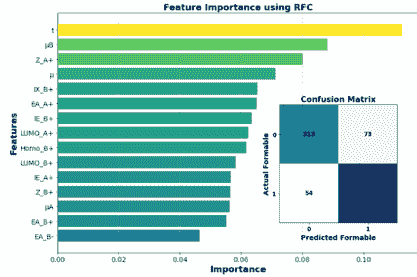 Feature Importance using RFC
Features
t
μB
Z_A+
μ
IX_B+
EA_A+
IE_B+
LUMO_A+
Homo_B+
LUMO_B+
IE_A+
Z_B+
μA
EA_B+
EA_B-
0.00 0.02 0.04 0.06 0.08 0.10
Importance
Confusion Matrix
Actual Formable
0
313 73
1
54
0 1
Predicted Formable